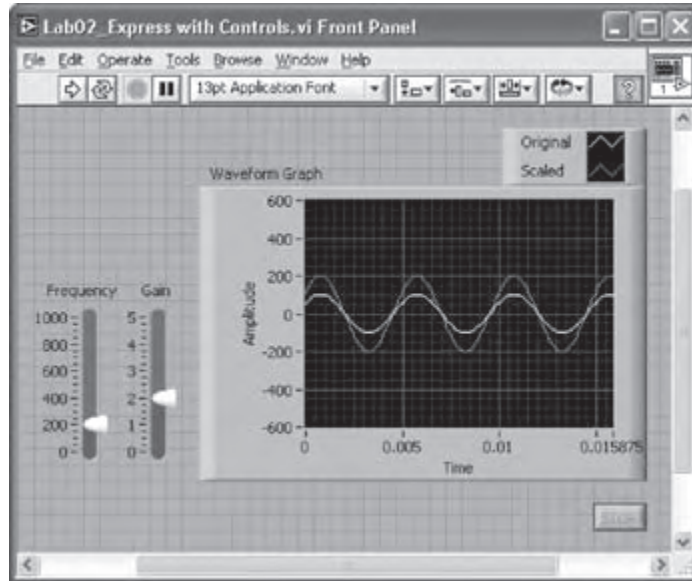 Lab02_Express with Controls.vi Front Panel
File Edit Operate Tools Browse Window Help
13pt Application Font
1
Original
Scaled
Waveform Graph
Frequency
1000
800
600
400
200
0
Gain
5
4
3
2
1
0
Amplitude
600
400
200
0
-200
-400
-600
0 0.005 0.01 0.015875
Time